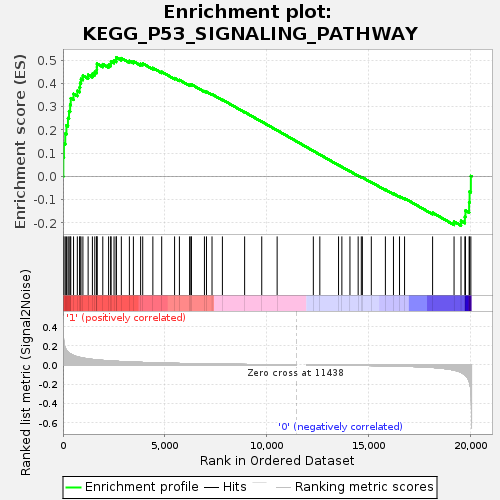 Enrichment plot:
KEGG_P53_SIGNALING_PATHWAY
Enrichment score (ES)
0.5
0.4
0.3
0.2
0.1
0.0
-0.1
-0.2
'1' (positively correlated)
Ranked list metric (Signal2Noise)
0.4
0.2
0.0
-0.2
-0.4
-0.6
Zero cross at 11438
'0' (negatively correlated)
0
5,000
10,000
15,000
20,000
Rank in Ordered Dataset
Enrichment profile
Hits
Ranking metric scores